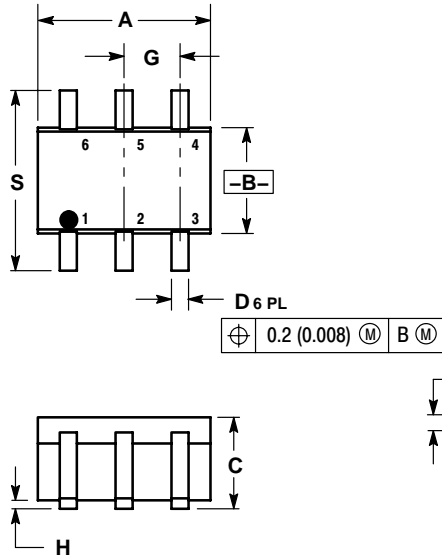 A
G
6 5 4
S
–B–
1 2 3
D 6 PL
⌖ 0.2 (0.008) Ⓜ B Ⓜ
C
H